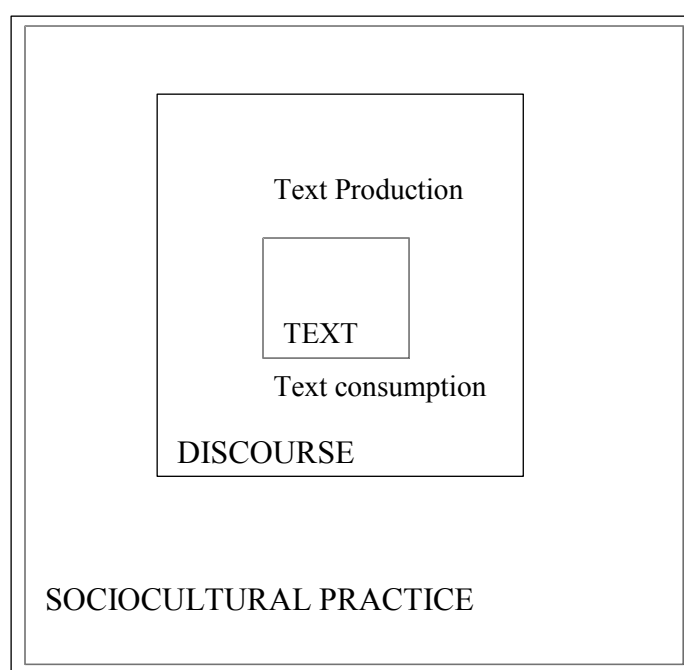 Text Production
TEXT
Text consumption
DISCOURSE
SOCIOCULTURAL PRACTICE